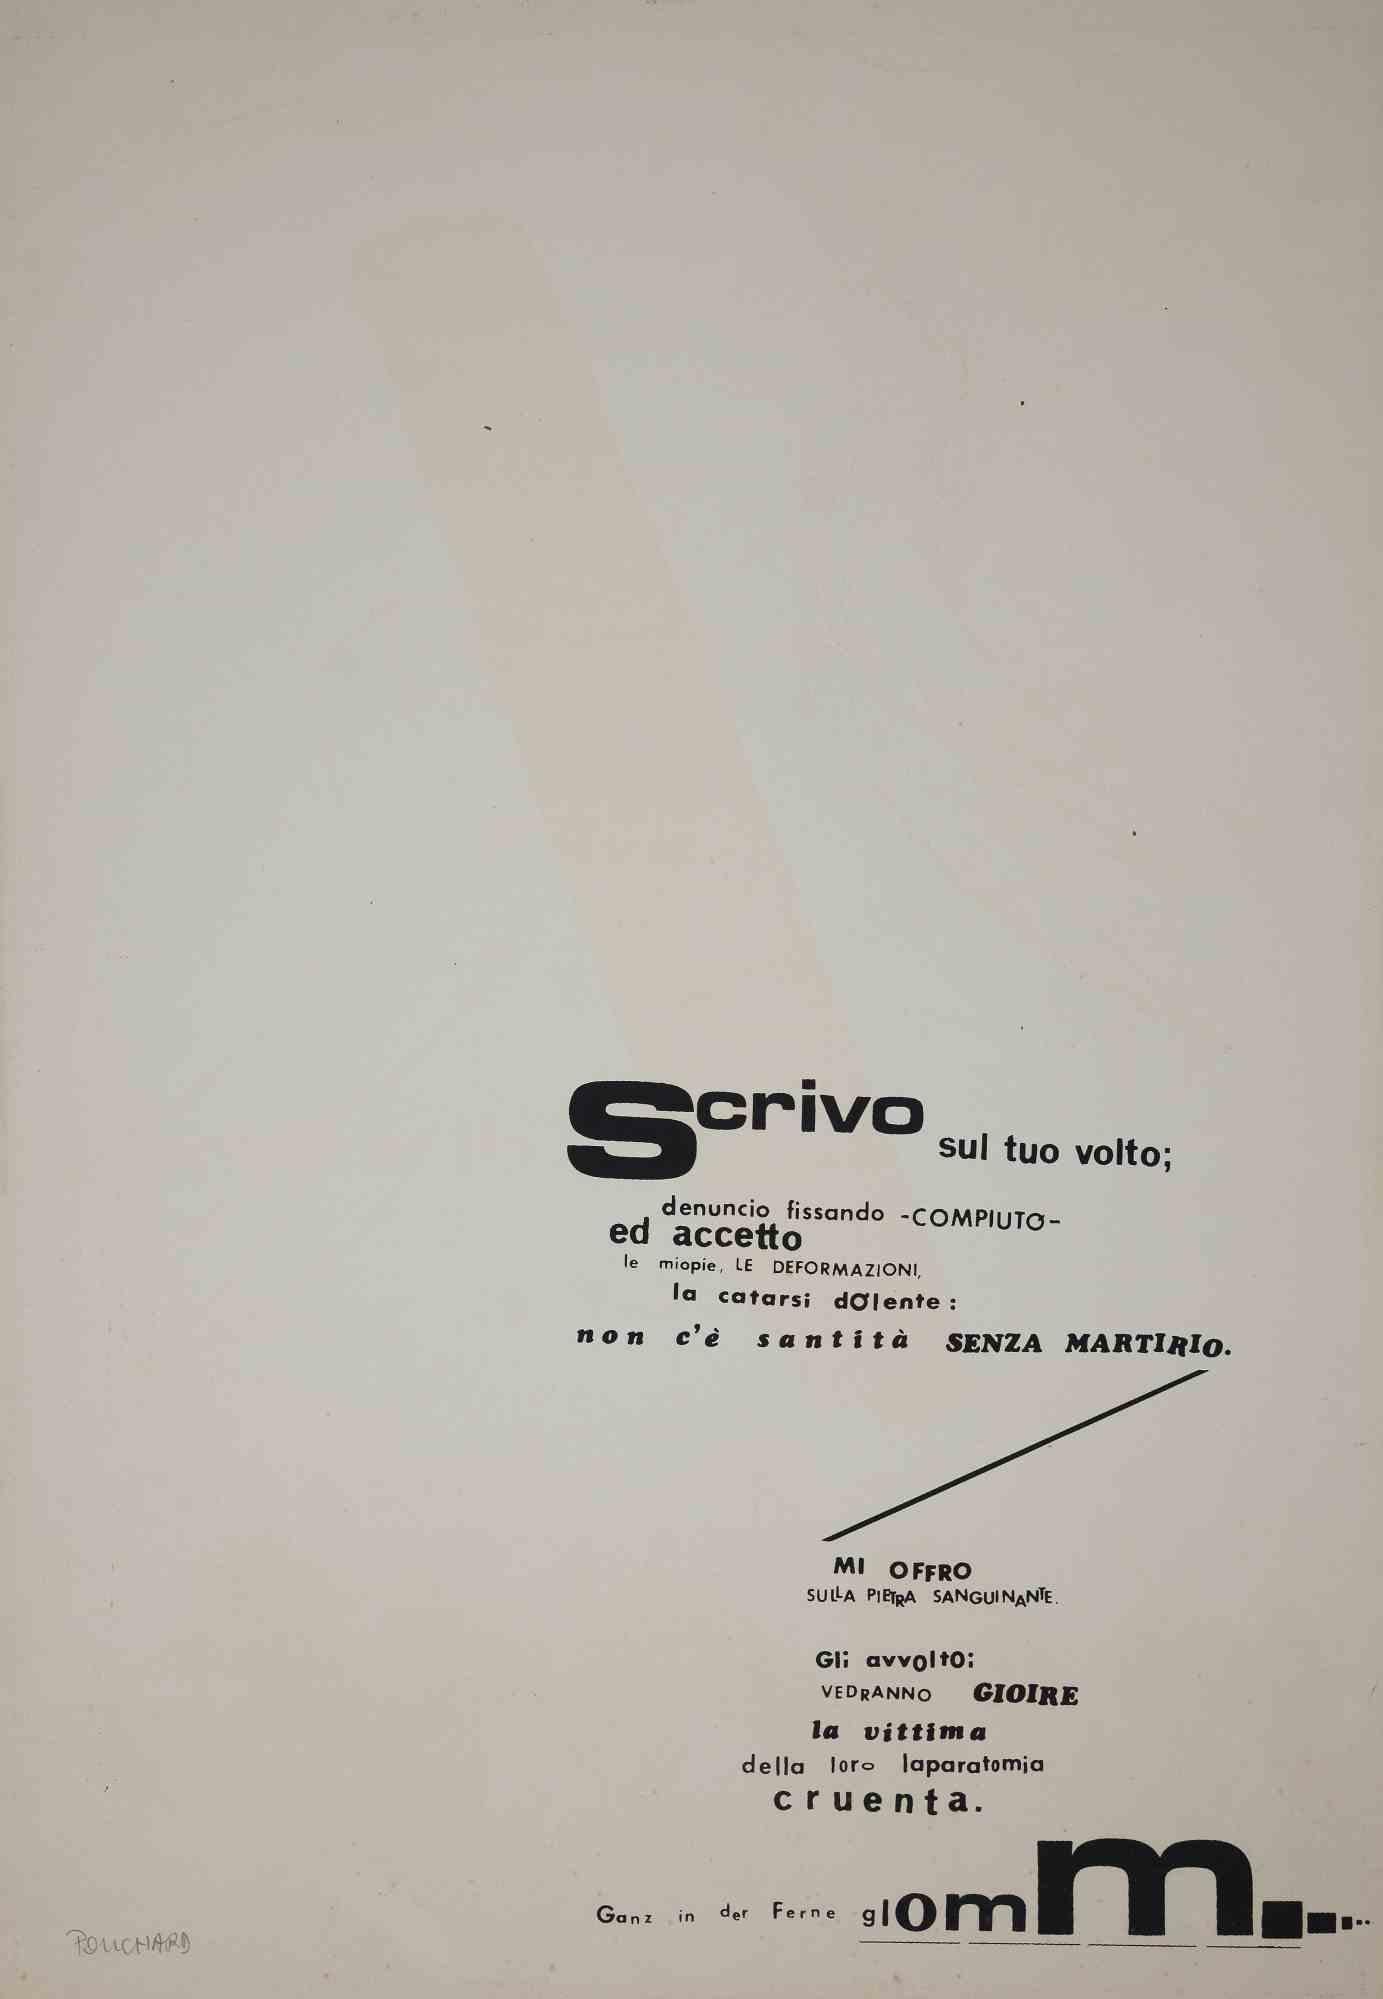 Scrivo sul tuo volto;
denuncio fissando -COMPIUTO-
ed accetto
le miopie, LE DEFORMAZIONI,
la catarsi dOlente :
non c'è santità SENZA MARTIRIO.
MI OFFRO
SULLA PIETRA SANGUINANTE.
Gli avvoltO;
VEDRANNO GIOIRE
la vittima
della loro laparatomia
cruenta.
Ganz in der Ferne glomm.....
POUCHARD